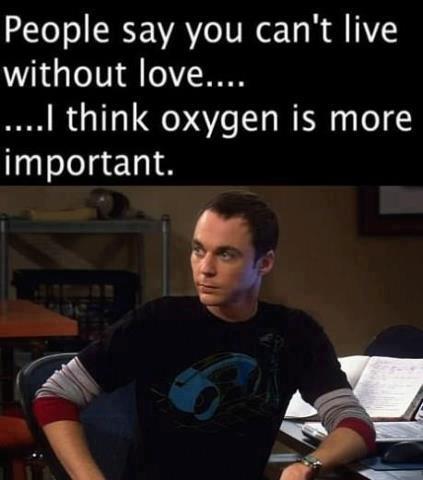 People say you can't live
without love....
....I think oxygen is more
important.